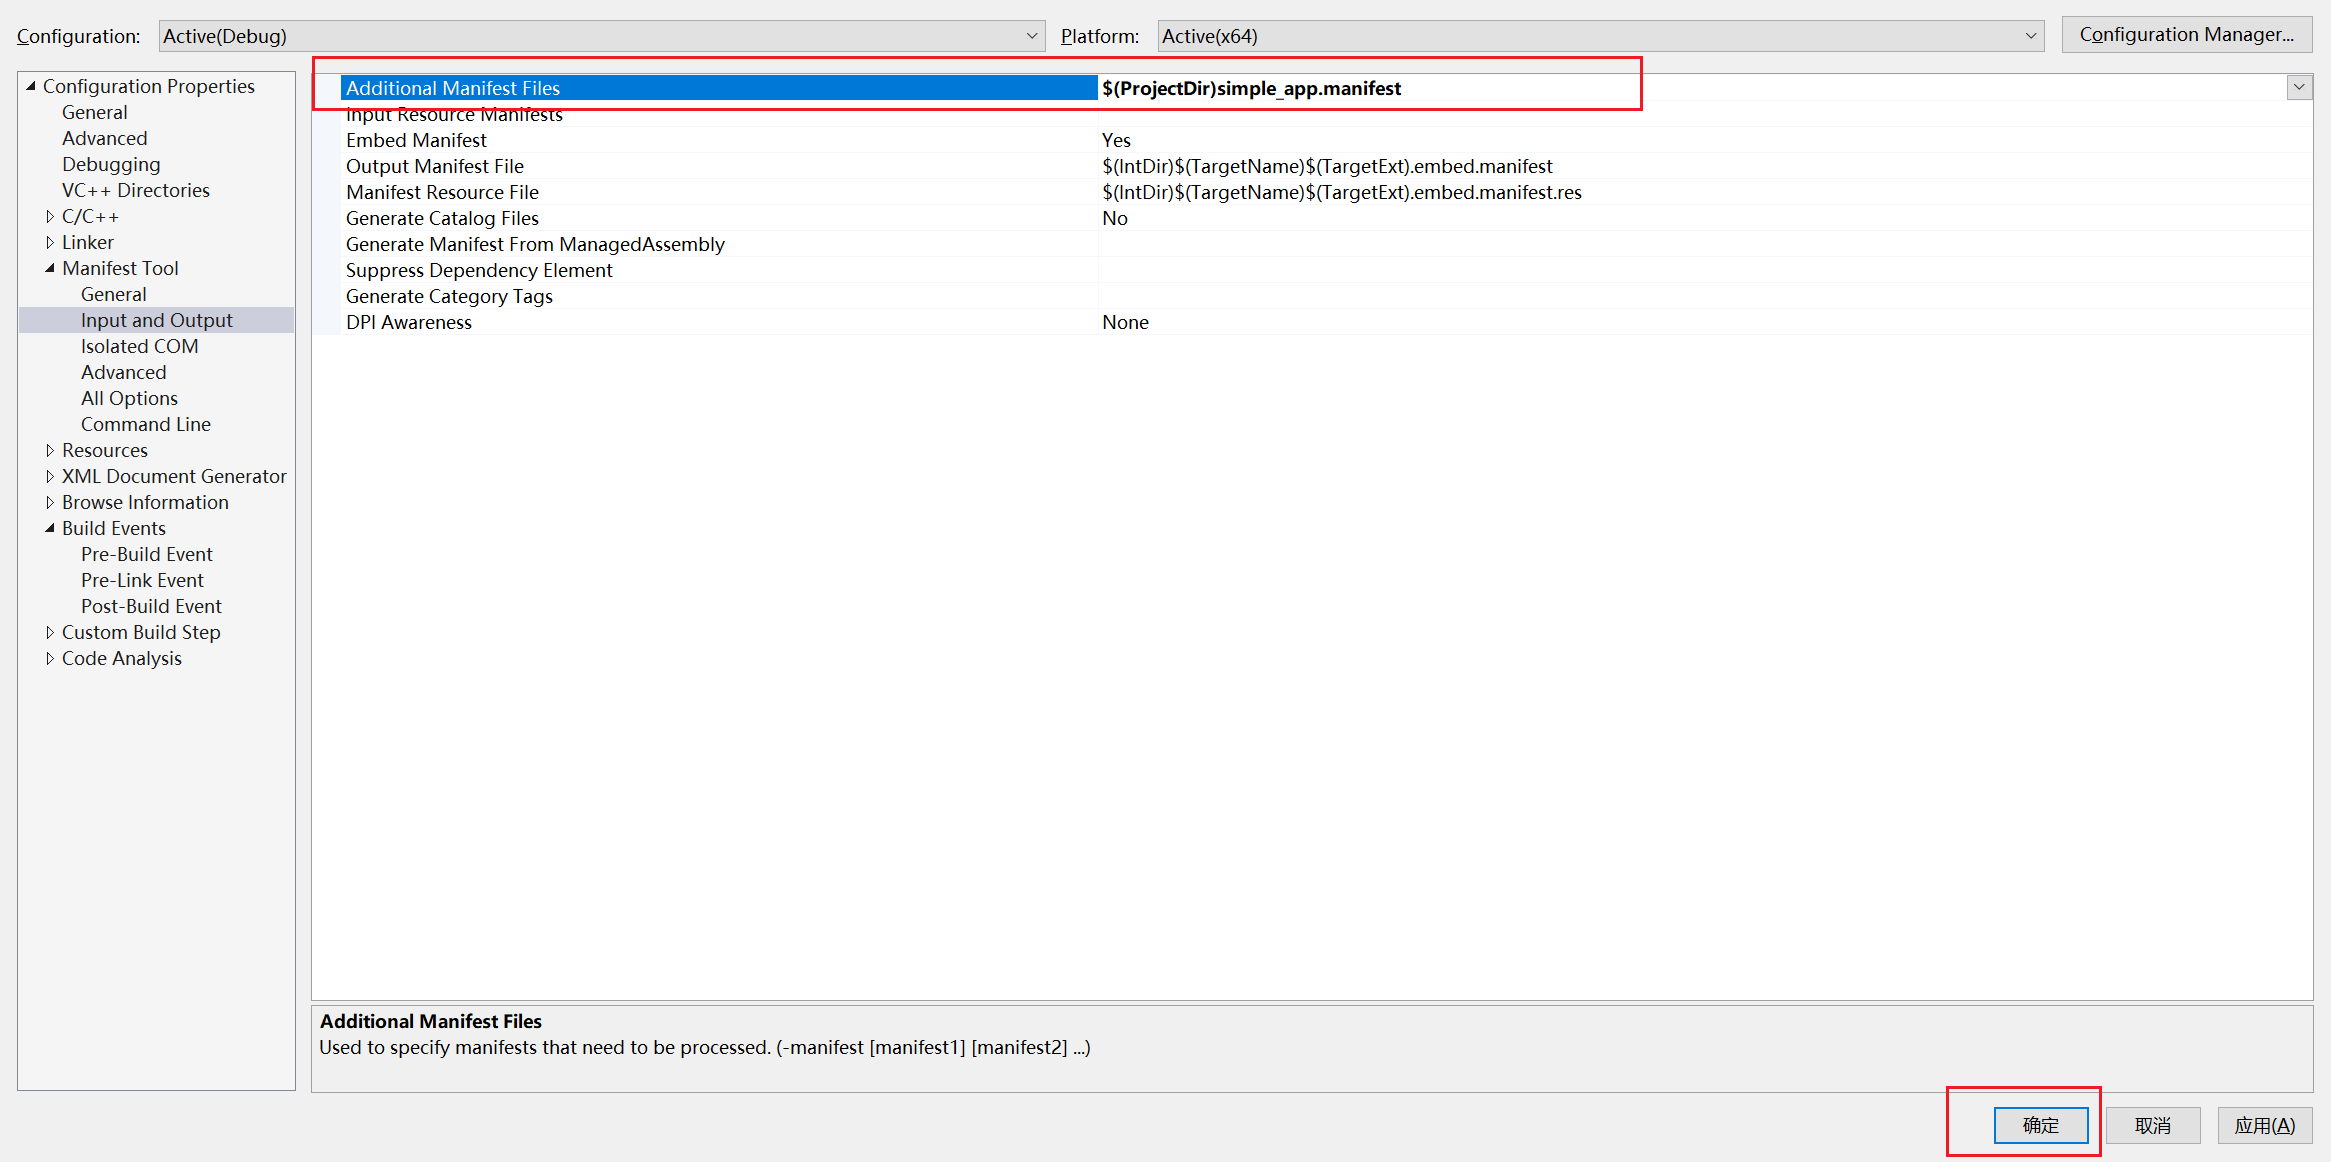 Configuration: Active(Debug) Platform: Active(x64) Configuration Manager...
Configuration Properties
General
Advanced
Debugging
VC++ Directories
C/C++
Linker
Manifest Tool
General
Input and Output
Isolated COM
Advanced
All Options
Command Line
Resources
XML Document Generator
Browse Information
Build Events
Pre-Build Event
Pre-Link Event
Post-Build Event
Custom Build Step
Code Analysis
Additional Manifest Files $(ProjectDir)simple_app.manifest
Input Resource Manifests
Embed Manifest Yes
Output Manifest File $(IntDir)$(TargetName)$(TargetExt).embed.manifest
Manifest Resource File $(IntDir)$(TargetName)$(TargetExt).embed.manifest.res
Generate Catalog Files No
Generate Manifest From ManagedAssembly
Suppress Dependency Element
Generate Category Tags
DPI Awareness None
Additional Manifest Files
Used to specify manifests that need to be processed. (-manifest [manifest1] [manifest2] ...)
确定 取消 应用(A)